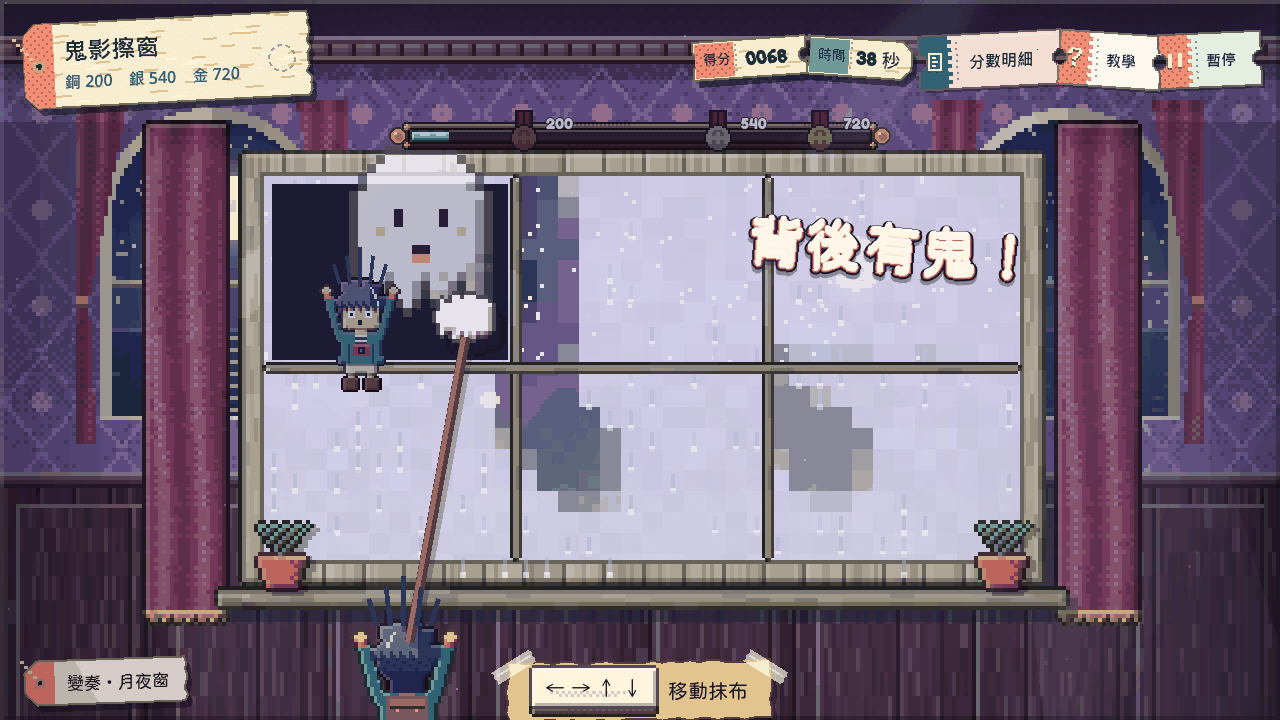 鬼影擦窗
銅 200 銀 540 金 720
得分 0068
時間 38 秒
分數明細
? 教學
暫停
200 540 720
背後有鬼！
變奏・月夜窗
←→↑↓ 移動抹布